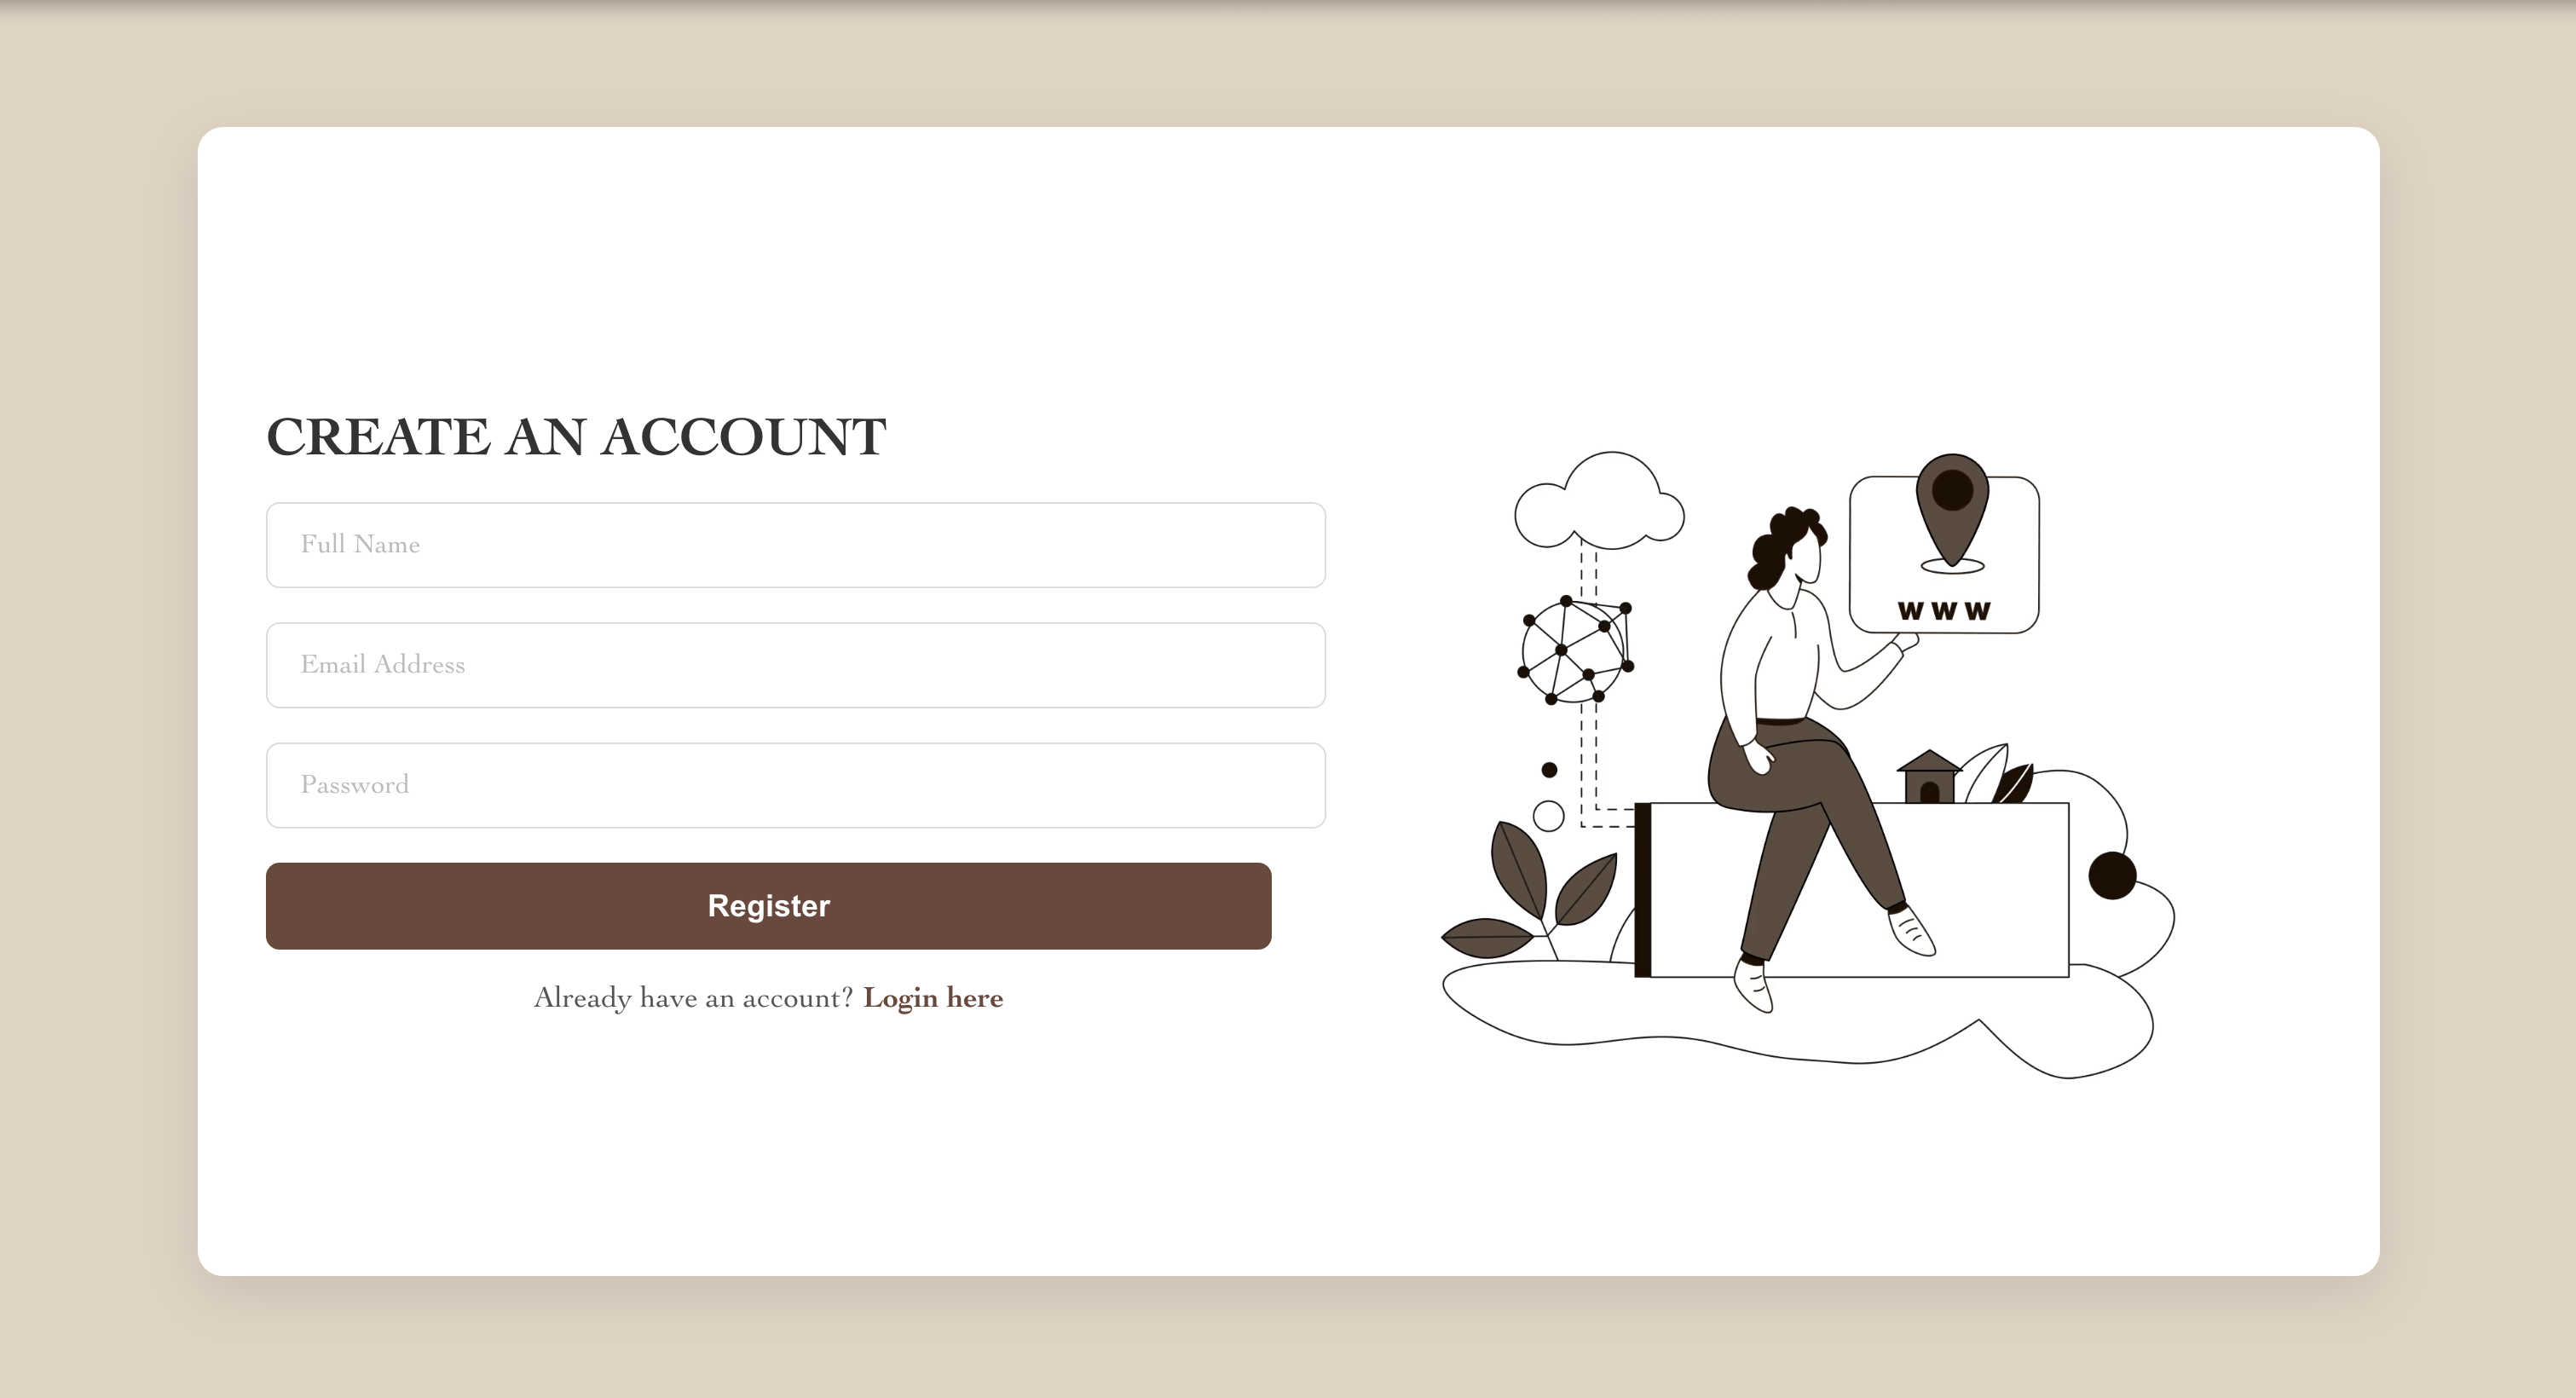 CREATE AN ACCOUNT
Full Name
Email Address
Password
Register
Already have an account? Login here
WWW